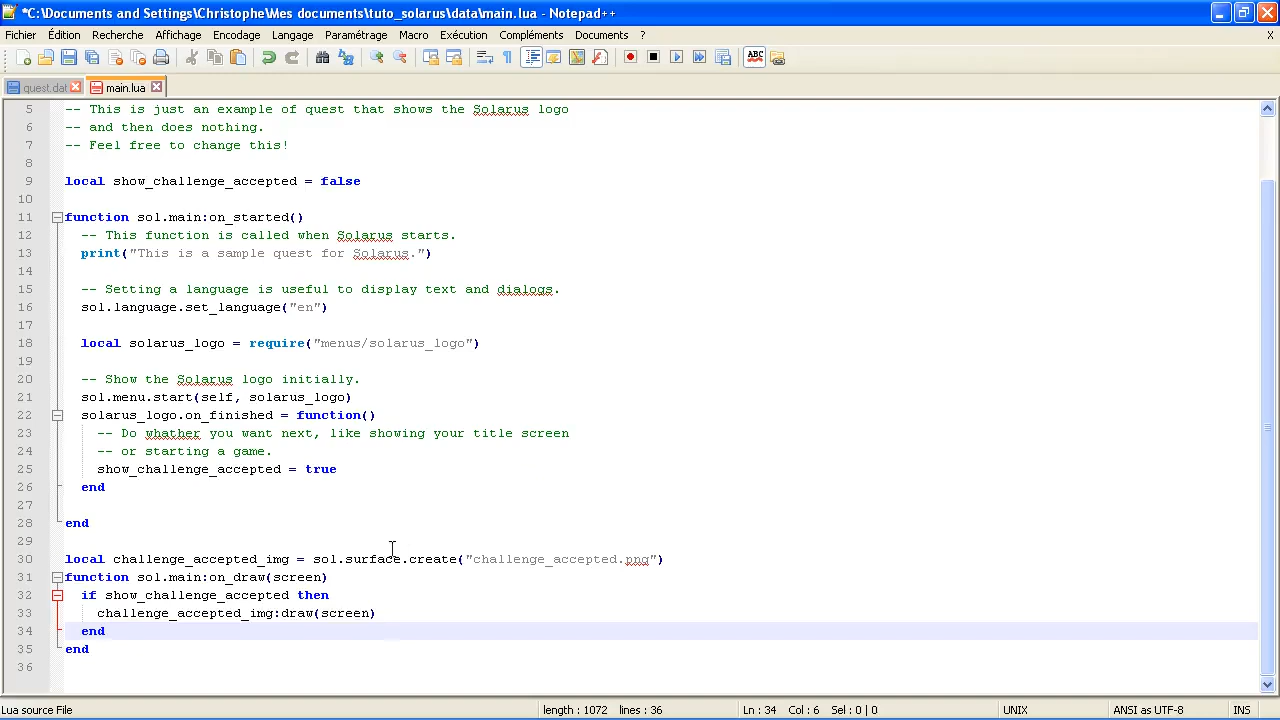 *C:\Documents and Settings\Christophe\Mes documents\tuto_solarus\data\main.lua - Notepad++
Fichier Édition Recherche Affichage Encodage Langage Paramétrage Macro Exécution Compléments Documents ? X
quest.dat main.lua
5 -- This is just an example of quest that shows the Solarus logo
6 -- and then does nothing.
7 -- Feel free to change this!
8
9 local show_challenge_accepted = false
10
11 function sol.main:on_started()
12 -- This function is called when Solarus starts.
13 print("This is a sample quest for Solarus.")
14
15 -- Setting a language is useful to display text and dialogs.
16 sol.language.set_language("en")
17
18 local solarus_logo = require("menus/solarus_logo")
19
20 -- Show the Solarus logo initially.
21 sol.menu.start(self, solarus_logo)
22 solarus_logo.on_finished = function()
23 -- Do whather you want next, like showing your title screen
24 -- or starting a game.
25 show_challenge_accepted = true
26 end
27
28 end
29
30 local challenge_accepted_img = sol.surface.create("challenge_accepted.png")
31 function sol.main:on_draw(screen)
32 if show_challenge_accepted then
33 challenge_accepted_img:draw(screen)
34 end
35 end
36
Lua source File length : 1072 lines : 36 Ln : 34 Col : 6 Sel : 0 | 0 UNIX ANSI as UTF-8 INS